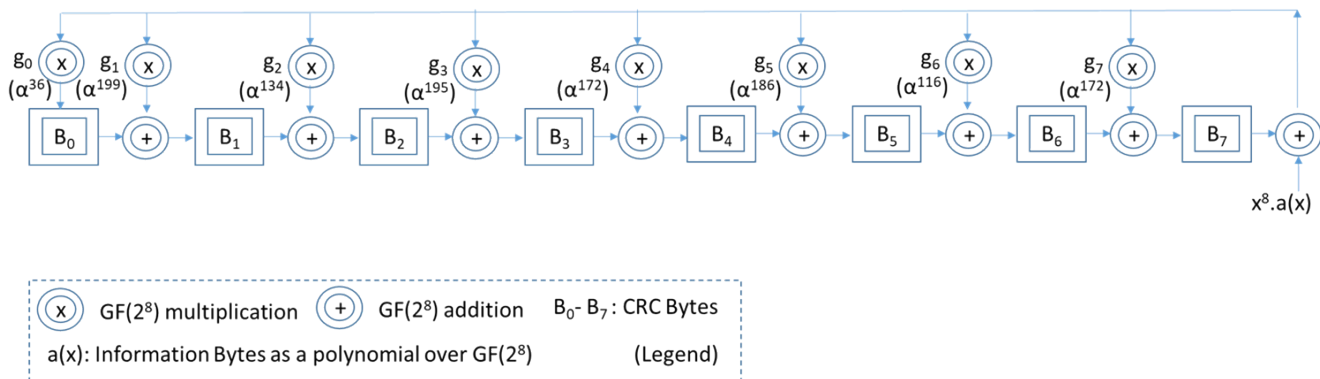 g₀ (α³⁶) x
g₁ (α¹⁹⁹) x
g₂ (α¹³⁴) x
g₃ (α¹⁹⁵) x
g₄ (α¹⁷²) x
g₅ (α¹⁸⁶) x
g₆ (α¹¹⁶) x
g₇ (α¹⁷²) x
B₀ + B₁ + B₂ + B₃ + B₄ + B₅ + B₆ + B₇ +
x⁸.a(x)
x GF(2⁸) multiplication + GF(2⁸) addition B₀- B₇ : CRC Bytes
a(x): Information Bytes as a polynomial over GF(2⁸) (Legend)